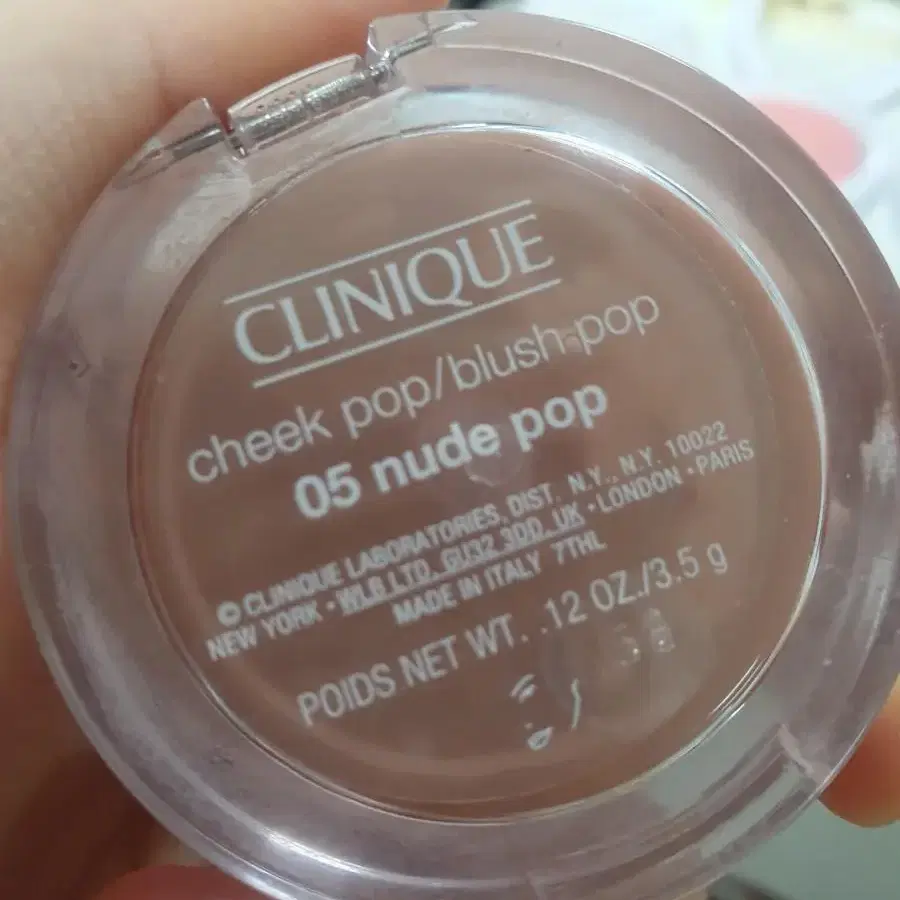 CLINIQUE
cheek pop/blush pop
05 nude pop
© CLINIQUE LABORATORIES, DIST. N.Y., N.Y. 10022
NEW YORK • WLB LTD, GU32 3DD, UK • LONDON • PARIS
MADE IN ITALY 7THL
POIDS NET WT. .12 OZ./3.5 g